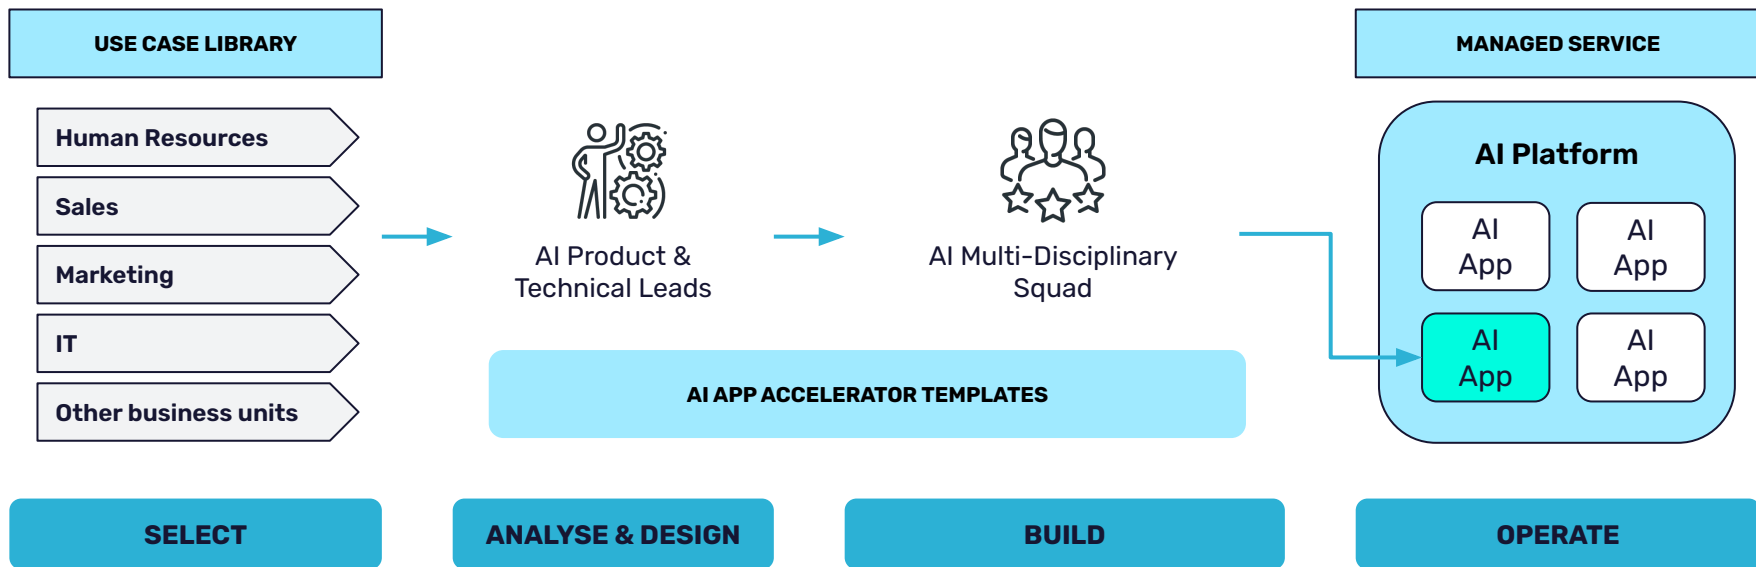 USE CASE LIBRARY
Human Resources
Sales
Marketing
IT
Other business units
AI Product &
Technical Leads
AI Multi-Disciplinary
Squad
AI APP ACCELERATOR TEMPLATES
MANAGED SERVICE
AI Platform
AI
App
AI
App
AI
App
AI
App
SELECT
ANALYSE & DESIGN
BUILD
OPERATE